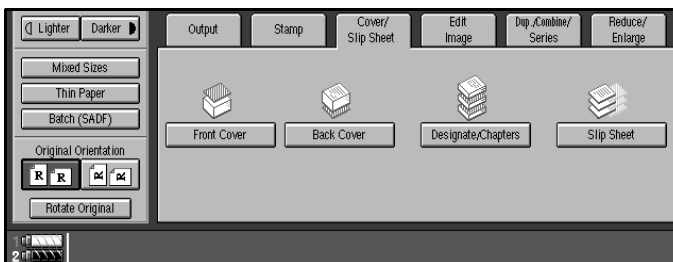 Lighter Darker
Mixed Sizes
Thin Paper
Batch (SADF)
Original Orientation
R R R R
Rotate Original
1
2
Output
Stamp
Cover/
Slip Sheet
Edit
Image
Dup./Combine/
Series
Reduce/
Enlarge
Front Cover
Back Cover
Designate/Chapters
Slip Sheet